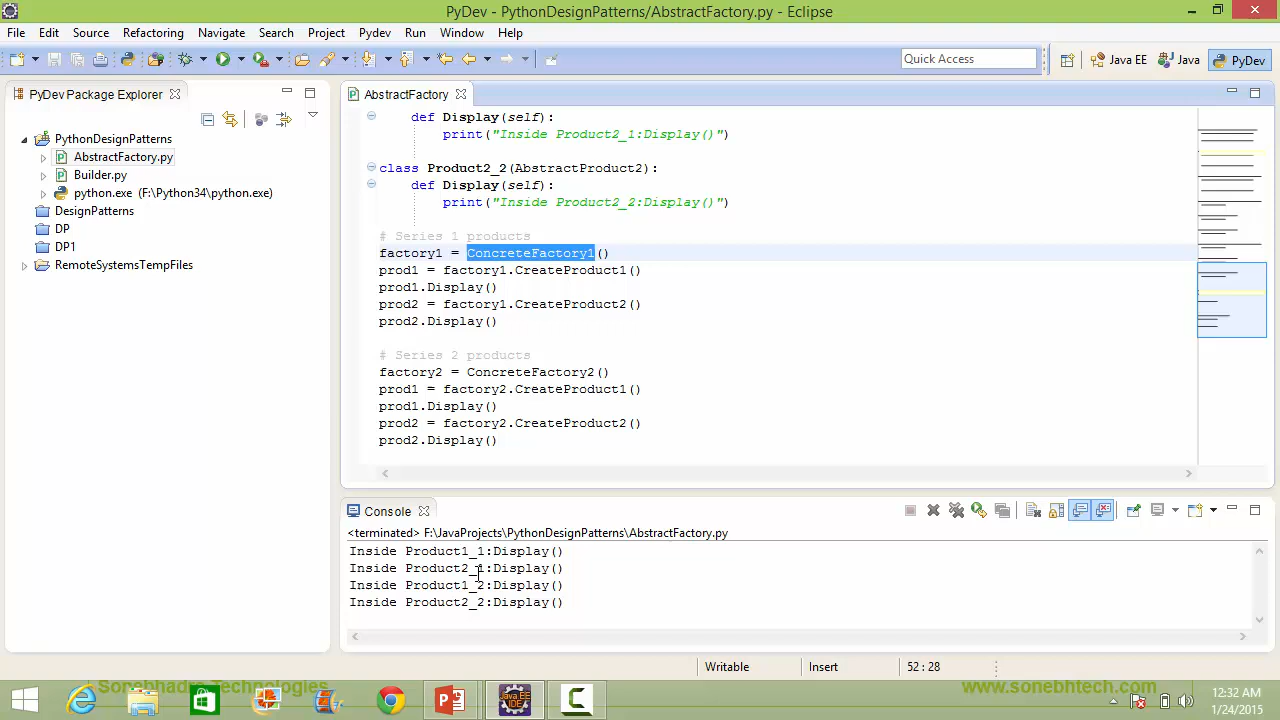 PyDev - PythonDesignPatterns/AbstractFactory.py - Eclipse
File Edit Source Refactoring Navigate Search Project Pydev Run Window Help
Quick Access
Java EE
Java
PyDev
PyDev Package Explorer
PythonDesignPatterns
AbstractFactory.py
Builder.py
python.exe (F:\Python34\python.exe)
DesignPatterns
DP
DP1
RemoteSystemsTempFiles
AbstractFactory
def Display(self):
print("Inside Product2_1:Display()")
class Product2_2(AbstractProduct2):
def Display(self):
print("Inside Product2_2:Display()")
# Series 1 products
factory1 = ConcreteFactory1()
prod1 = factory1.CreateProduct1()
prod1.Display()
prod2 = factory1.CreateProduct2()
prod2.Display()
# Series 2 products
factory2 = ConcreteFactory2()
prod1 = factory2.CreateProduct1()
prod1.Display()
prod2 = factory2.CreateProduct2()
prod2.Display()
Console
<terminated> F:\JavaProjects\PythonDesignPatterns\AbstractFactory.py
Inside Product1_1:Display()
Inside Product2_1:Display()
Inside Product1_2:Display()
Inside Product2_2:Display()
Writable
Insert
52 : 28
Sonebhadra Technologies
www.sonebhtech.com
Java EE
IDE
12:32 AM
1/24/2015